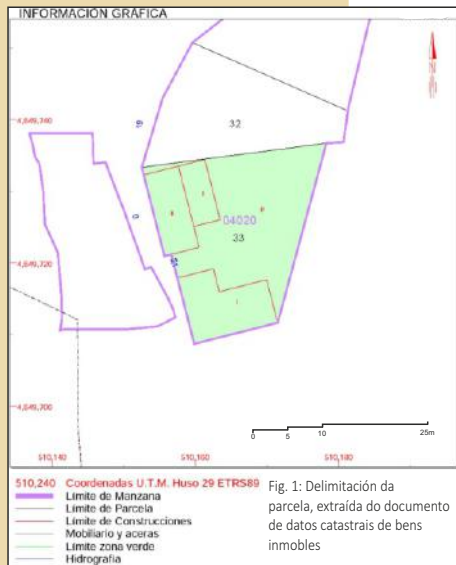 INFORMACIÓN GRÁFICA
4,649,740
32
04020
33
4,649,720
4,649,700
0 5 10 25m
510,140 510,160 510,180
510,240 Coordenadas U.T.M. Huso 29 ETRS89
Límite de Manzana
Límite de Parcela
Límite de Construcciones
Mobiliario y aceras
Límite zona verde
Hidrografía
Fig. 1: Delimitación da
parcela, extraída do documento
de datos catastrais de bens
inmobles